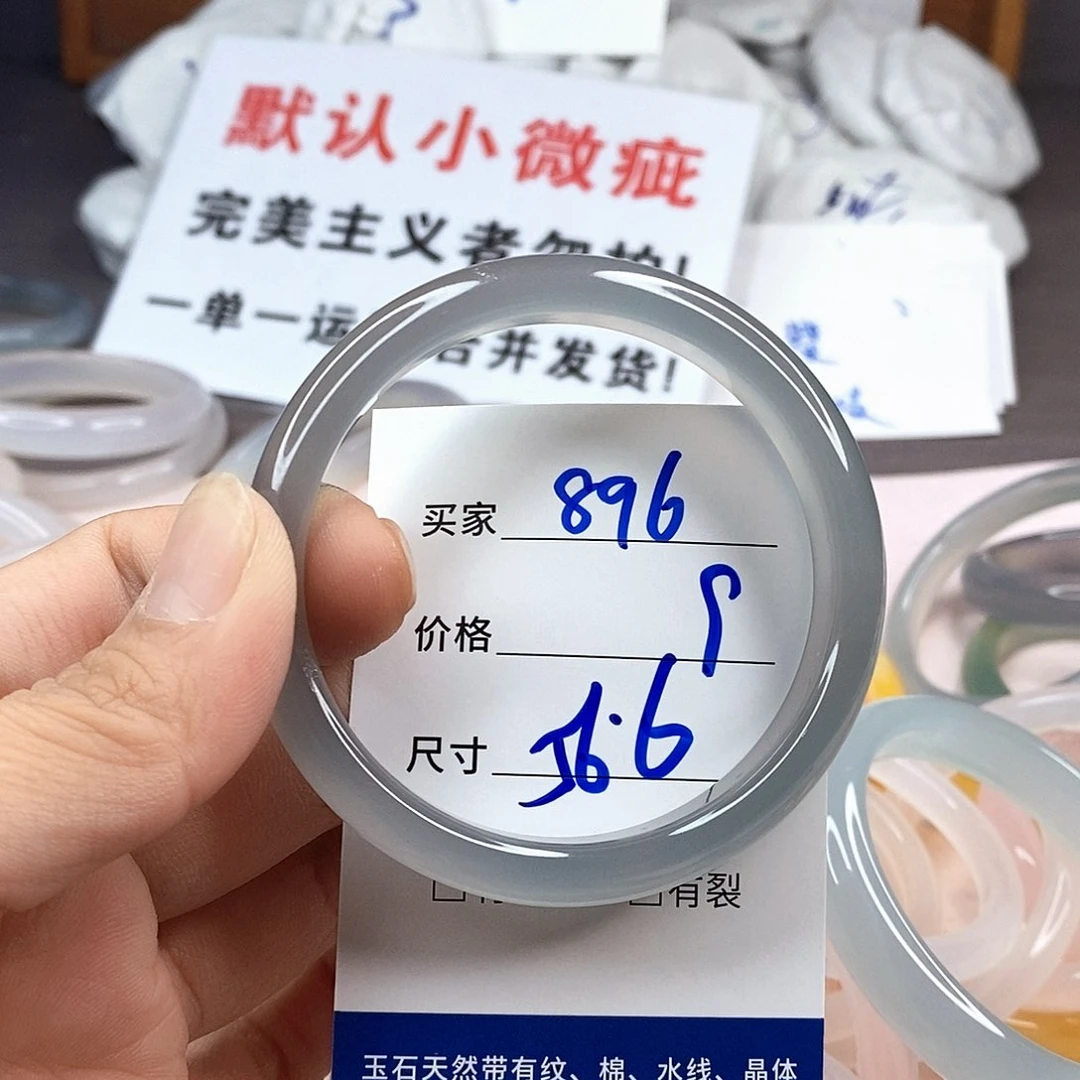 默认小微疵
完美主义者勿拍!
一单一运 合并发货!
买家 896
价格
尺寸 56.6
有裂
玉石天然带有纹、棉、水线、晶体